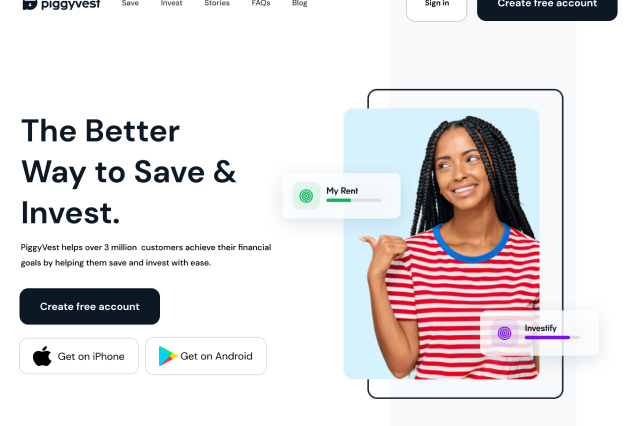 piggyvest
Save
Invest
Stories
FAQs
Blog
Sign in
Create free account
The Better
Way to Save &
Invest.
PiggyVest helps over 3 million customers achieve their financial
goals by helping them save and invest with ease.
Create free account
Get on iPhone
Get on Android
My Rent
Investify